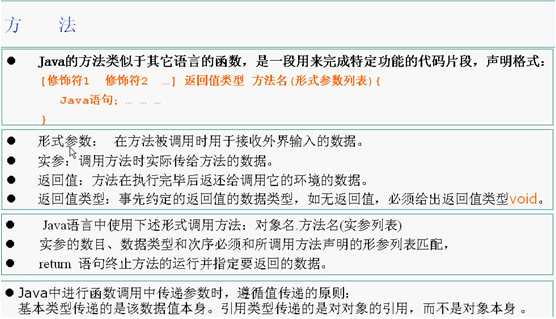 方 法
● Java的方法类似于其它语言的函数，是一段用来完成特定功能的代码片段，声明格式：
[修饰符1 修饰符2 …] 返回值类型 方法名(形式参数列表){
Java语句；… … …
}
● 形式参数： 在方法被调用时用于接收外界输入的数据。
● 实参：调用方法时实际传给方法的数据。
● 返回值：方法在执行完毕后返还给调用它的环境的数据。
● 返回值类型：事先约定的返回值的数据类型，如无返回值，必须给出返回值类型void。
● Java语言中使用下述形式调用方法：对象名.方法名(实参列表)
● 实参的数目、数据类型和次序必须和所调用方法声明的形参列表匹配，
● return 语句终止方法的运行并指定要返回的数据。
● Java中进行函数调用中传递参数时，遵循值传递的原则：
基本类型传递的是该数据值本身。引用类型传递的是对对象的引用，而不是对象本身 。